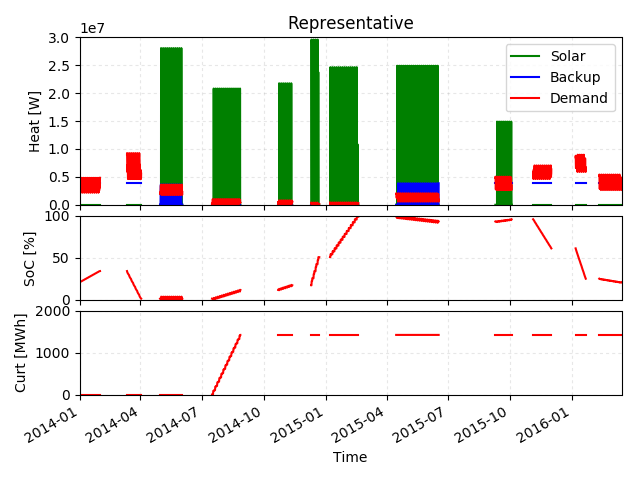 Representative
1e7
3.0
2.5
2.0
1.5
1.0
0.5
0.0
Heat [W]
Solar
Backup
Demand
100
50
0
SoC [%]
2000
1000
0
Curt [MWh]
2014-01
2014-04
2014-07
2014-10
2015-01
2015-04
2015-07
2015-10
2016-01
Time